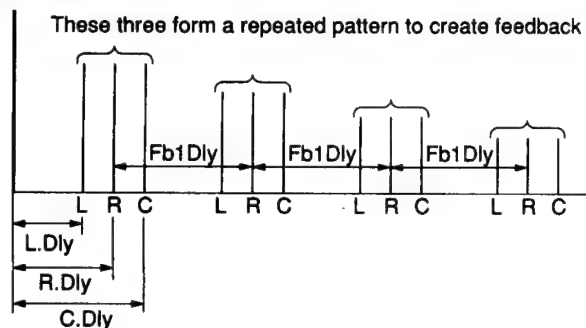 These three form a repeated pattern to create feedback
Fb1Dly Fb1Dly Fb1Dly
L R C L R C L R C L R C
L.Dly
R.Dly
C.Dly